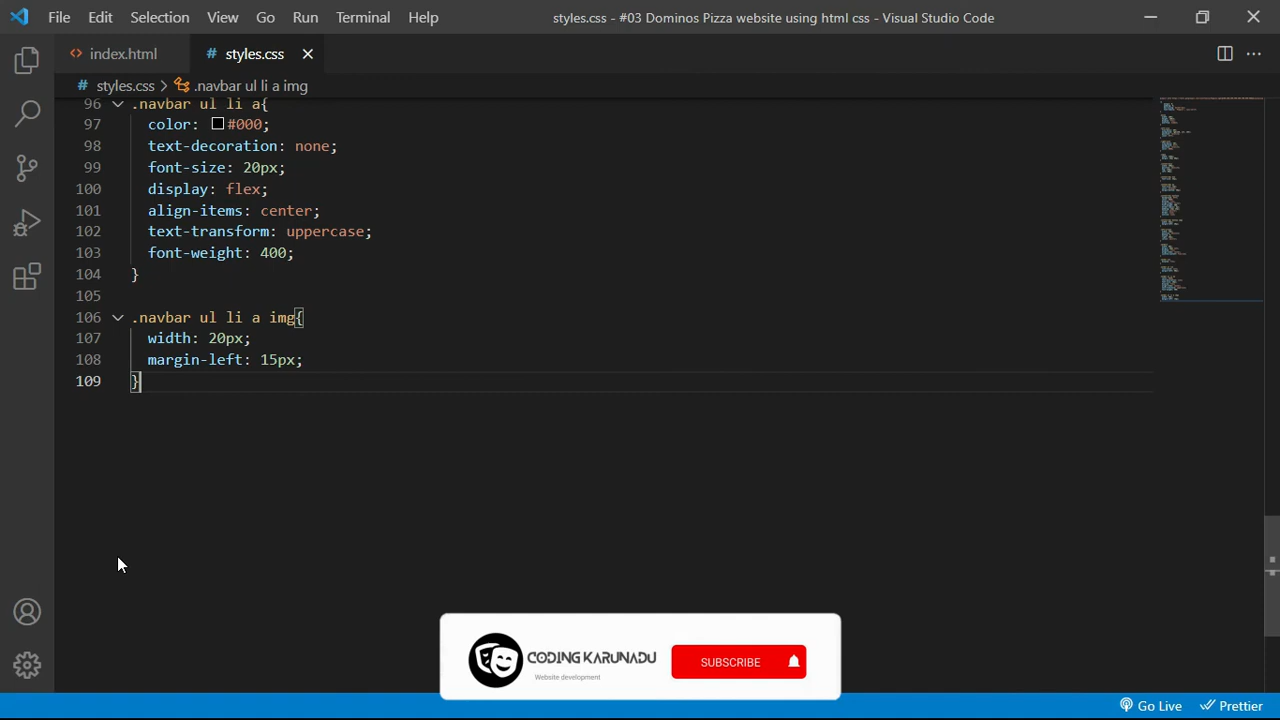 File Edit Selection View Go Run Terminal Help styles.css - #03 Dominos Pizza website using html css - Visual Studio Code
index.html # styles.css
# styles.css > .navbar ul li a img
96 .navbar ul li a{
97 color: #000;
98 text-decoration: none;
99 font-size: 20px;
100 display: flex;
101 align-items: center;
102 text-transform: uppercase;
103 font-weight: 400;
104 }
105
106 .navbar ul li a img{
107 width: 20px;
108 margin-left: 15px;
109 }
CODING KARUNADU
Website development
SUBSCRIBE
Go Live Prettier